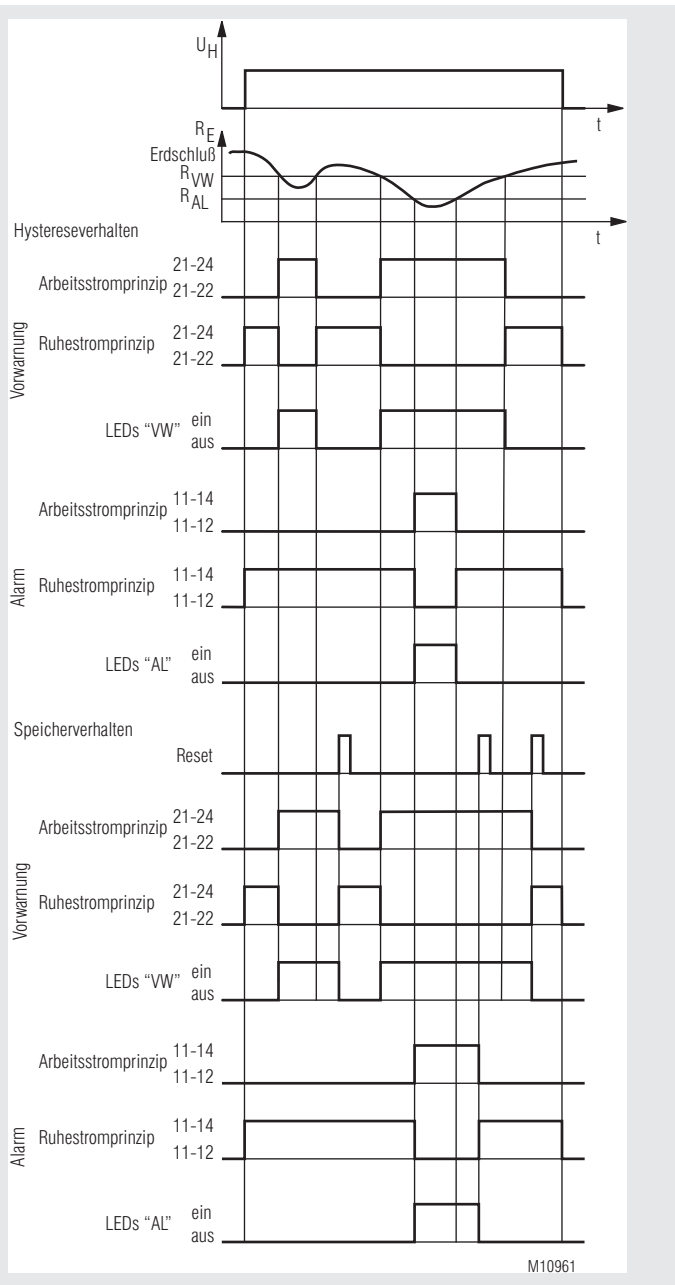 U_H
t
R_E
Erdschluß
R_VW
R_AL
t
Hystereseverhalten
Vorwarnung
Arbeitsstromprinzip 21-24
21-22
Ruhestromprinzip 21-24
21-22
LEDs “VW” ein
aus
Alarm
Arbeitsstromprinzip 11-14
11-12
Ruhestromprinzip 11-14
11-12
LEDs “AL” ein
aus
Speicherverhalten
Reset
Vorwarnung
Arbeitsstromprinzip 21-24
21-22
Ruhestromprinzip 21-24
21-22
LEDs “VW” ein
aus
Alarm
Arbeitsstromprinzip 11-14
11-12
Ruhestromprinzip 11-14
11-12
LEDs “AL” ein
aus
M10961